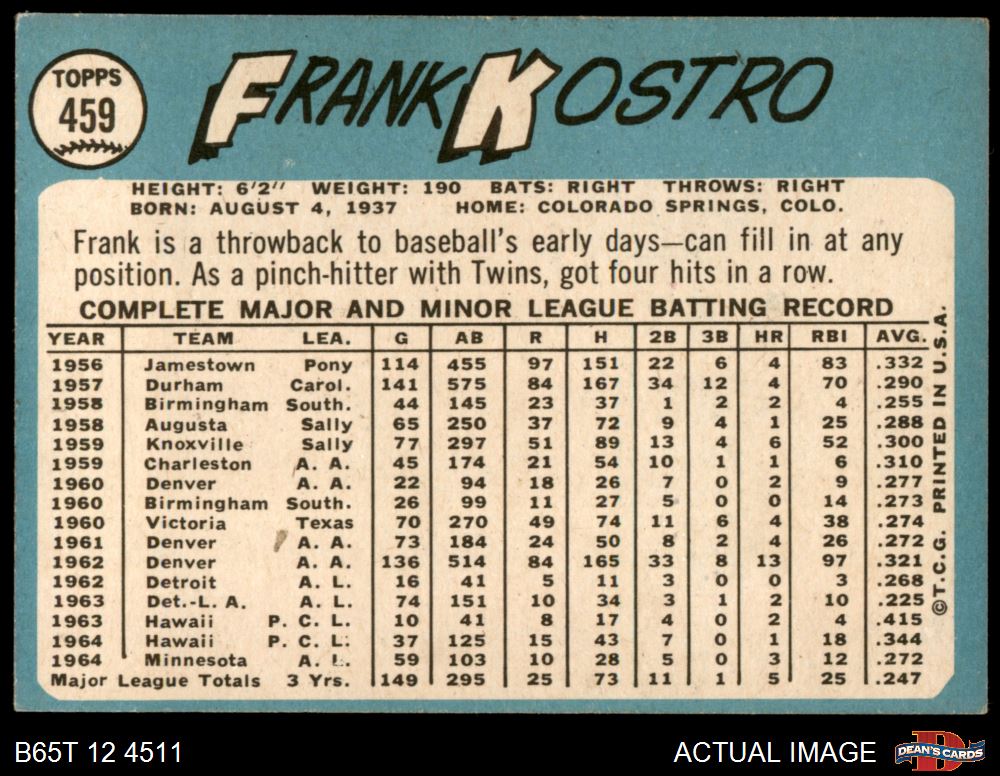 TOPPS
459
FRANK KOSTRO
HEIGHT: 6'2" WEIGHT: 190 BATS: RIGHT THROWS: RIGHT
BORN: AUGUST 4, 1937 HOME: COLORADO SPRINGS, COLO.
Frank is a throwback to baseball's early days—can fill in at any
position. As a pinch-hitter with Twins, got four hits in a row.
COMPLETE MAJOR AND MINOR LEAGUE BATTING RECORD
YEAR TEAM LEA. G AB R H 2B 3B HR RBI AVG.
1956 Jamestown Pony 114 455 97 151 22 6 4 83 .332
1957 Durham Carol. 141 575 84 167 34 12 4 70 .290
1958 Birmingham South. 44 145 23 37 1 2 2 4 .255
1958 Augusta Sally 65 250 37 72 9 4 1 25 .288
1959 Knoxville Sally 77 297 51 89 13 4 6 52 .300
1959 Charleston A. A. 45 174 21 54 10 1 1 6 .310
1960 Denver A. A. 22 94 18 26 7 0 2 9 .277
1960 Birmingham South. 26 99 11 27 5 0 0 14 .273
1960 Victoria Texas 70 270 49 74 11 6 4 38 .274
1961 Denver A. A. 73 184 24 50 8 2 4 26 .272
1962 Denver A. A. 136 514 84 165 33 8 13 97 .321
1962 Detroit A. L. 16 41 5 11 3 0 0 3 .268
1963 Det.-L. A. A. L. 74 151 10 34 3 1 2 10 .225
1963 Hawaii P. C. L. 10 41 8 17 4 0 2 4 .415
1964 Hawaii P. C. L. 37 125 15 43 7 0 1 18 .344
1964 Minnesota A. L. 59 103 10 28 5 0 3 12 .272
Major League Totals 3 Yrs. 149 295 25 73 11 1 5 25 .247
©T.C.G. PRINTED IN U.S.A.
B65T 12 4511
ACTUAL IMAGE
D
DEAN'S CARDS